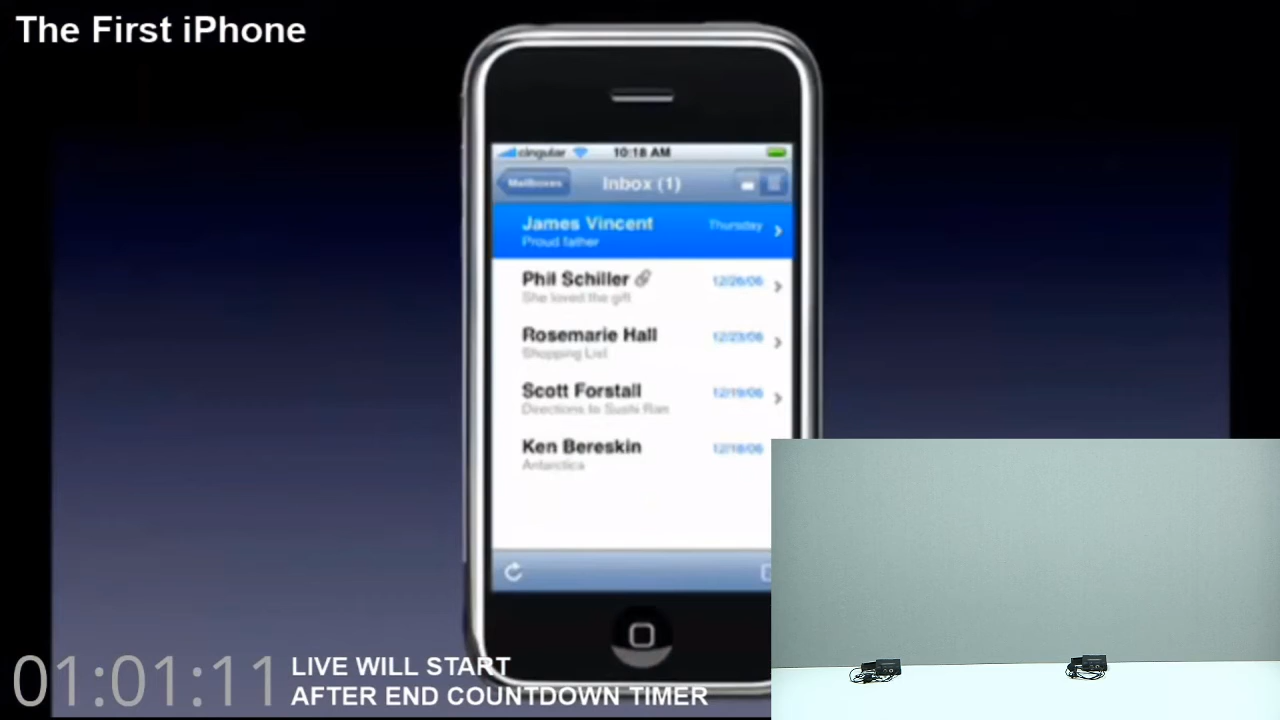 The First iPhone
cingular 10:18 AM
Mailboxes Inbox (1)
James Vincent Thursday
Proud father
Phil Schiller 12/26/06
She loved the gift
Rosemarie Hall 12/23/06
Shopping List
Scott Forstall 12/19/06
Directions to Sushi Ran
Ken Bereskin 12/18/06
Antarctica
01:01:11
LIVE WILL START
AFTER END COUNTDOWN TIMER